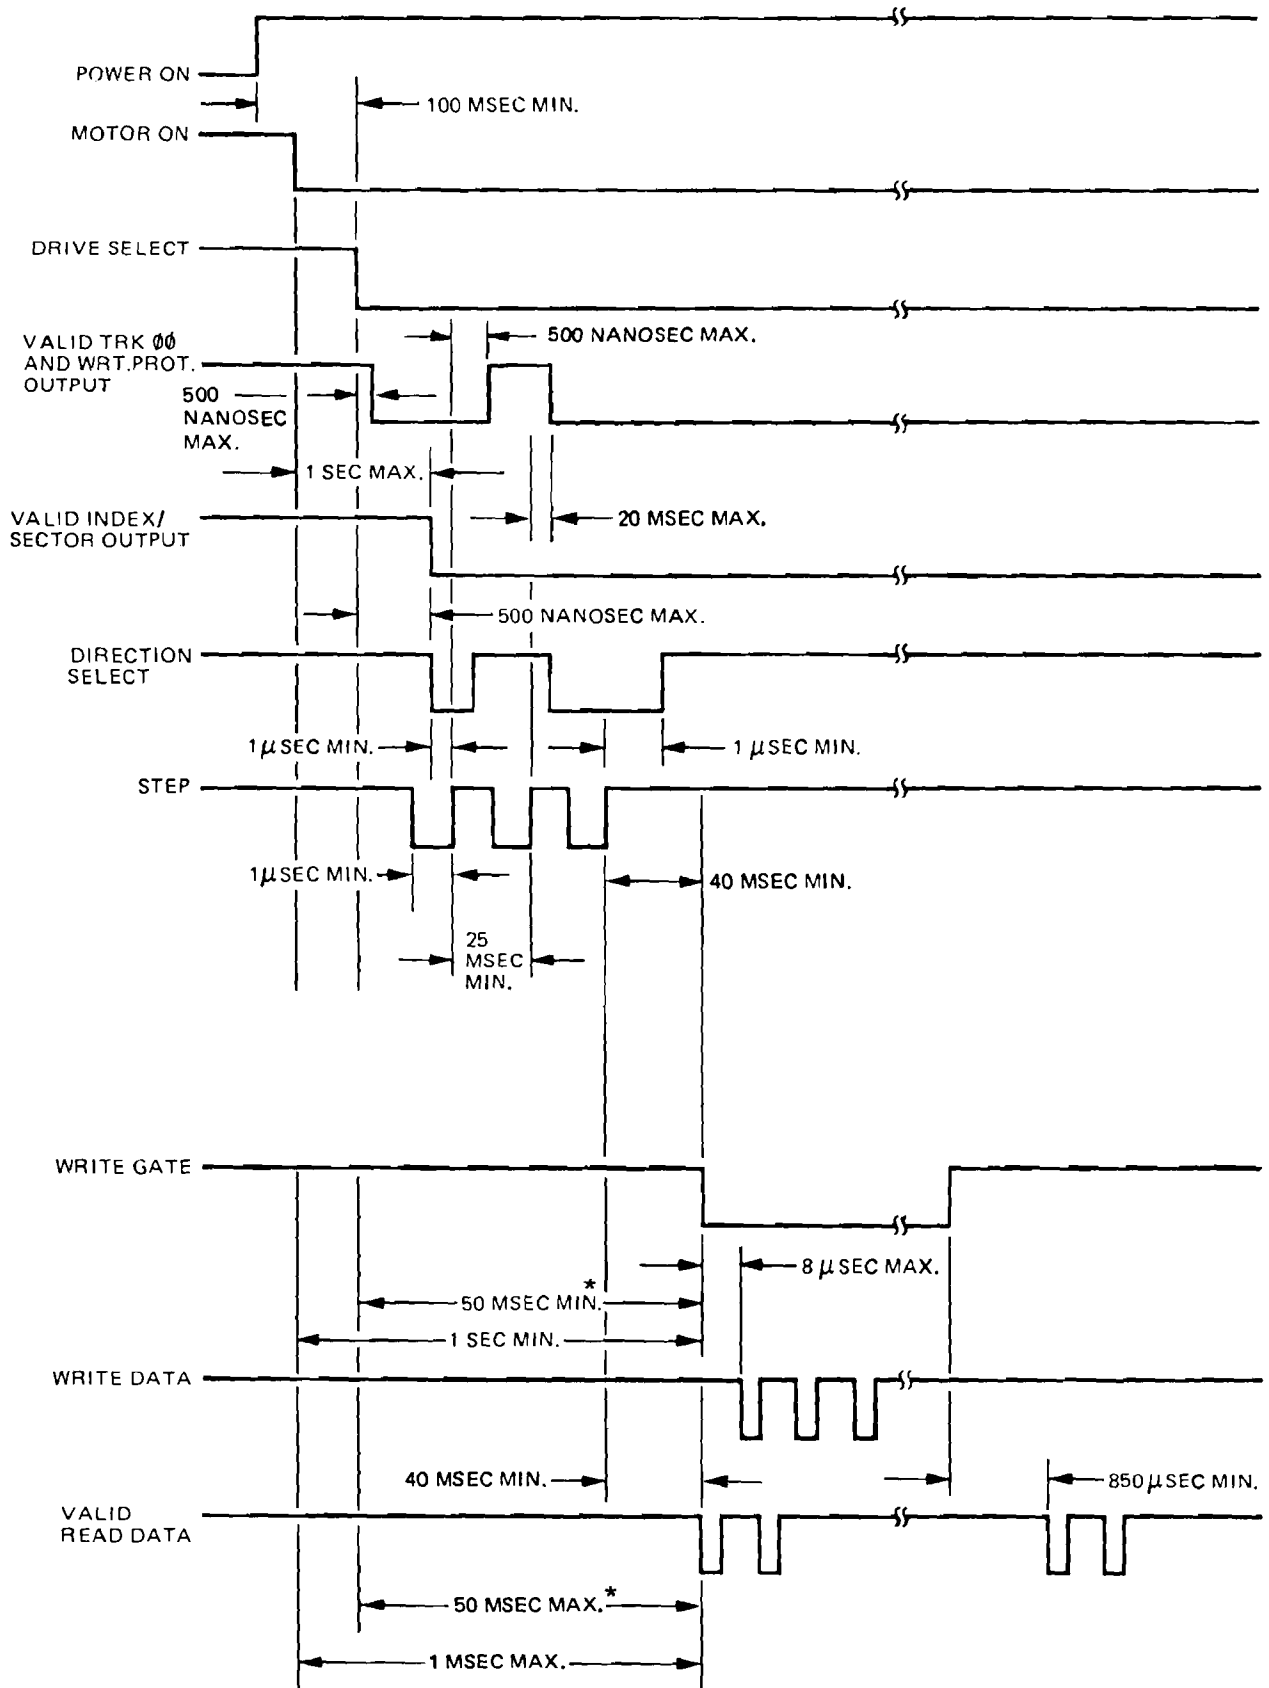 POWER ON
100 MSEC MIN.
MOTOR ON
DRIVE SELECT
500 NANOSEC MAX.
VALID TRK ØØ
AND WRT.PROT.
OUTPUT
500
NANOSEC
MAX.
1 SEC MAX.
VALID INDEX/
SECTOR OUTPUT
20 MSEC MAX.
500 NANOSEC MAX.
DIRECTION
SELECT
1 μSEC MIN.
1 μSEC MIN.
STEP
1 μSEC MIN.
40 MSEC MIN.
25
MSEC
MIN.
WRITE GATE
8 μSEC MAX.
50 MSEC MIN.*
1 SEC MIN.
WRITE DATA
40 MSEC MIN.
850 μSEC MIN.
VALID
READ DATA
50 MSEC MAX.*
1 MSEC MAX.